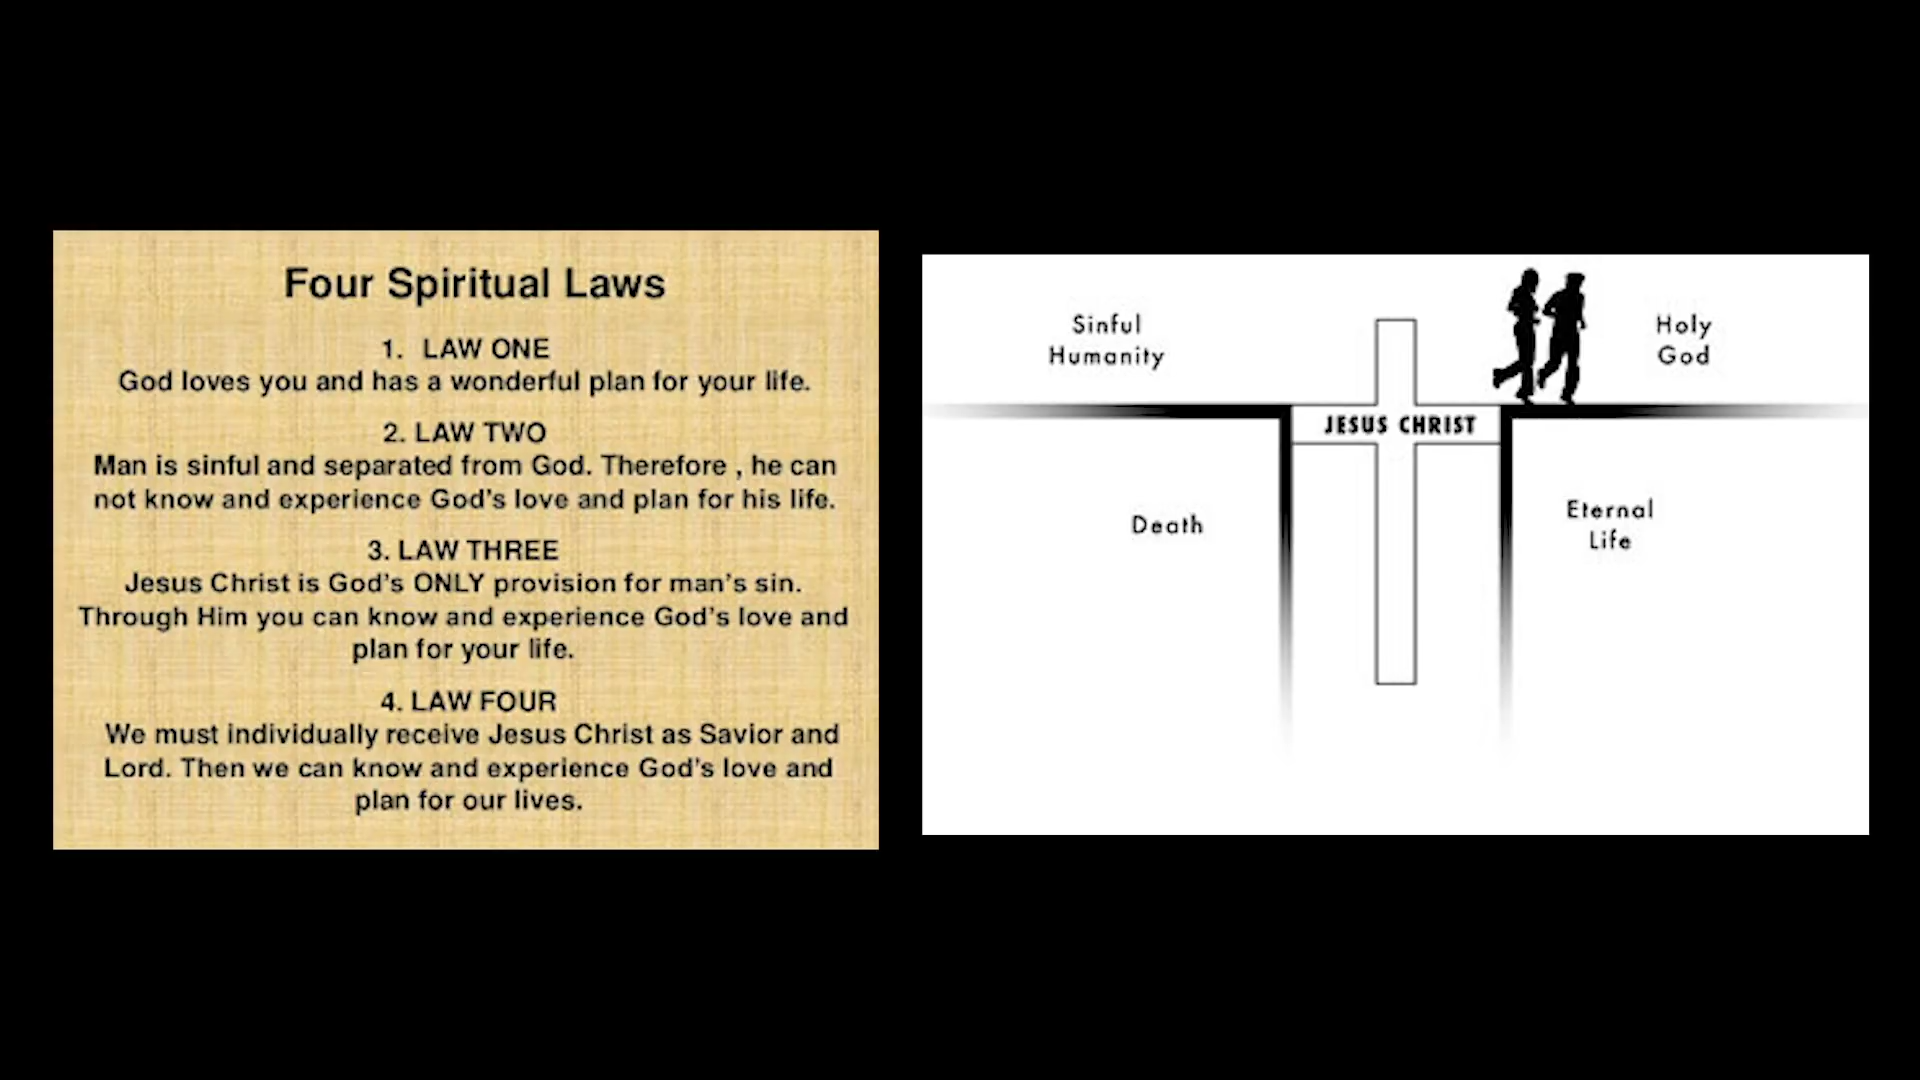 Four Spiritual Laws
1. LAW ONE
God loves you and has a wonderful plan for your life.
2. LAW TWO
Man is sinful and separated from God. Therefore , he can
not know and experience God's love and plan for his life.
3. LAW THREE
Jesus Christ is God's ONLY provision for man's sin.
Through Him you can know and experience God's love and
plan for your life.
4. LAW FOUR
We must individually receive Jesus Christ as Savior and
Lord. Then we can know and experience God's love and
plan for our lives.
Sinful
Humanity
Holy
God
JESUS CHRIST
Death
Eternal
Life